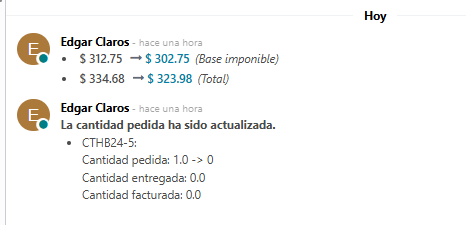 Hoy
E
Edgar Claros - hace una hora
• $ 312.75 → $ 302.75 (Base imponible)
• $ 334.68 → $ 323.98 (Total)
E
Edgar Claros - hace una hora
La cantidad pedida ha sido actualizada.
• CTHB24-5:
Cantidad pedida: 1.0 -> 0
Cantidad entregada: 0.0
Cantidad facturada: 0.0